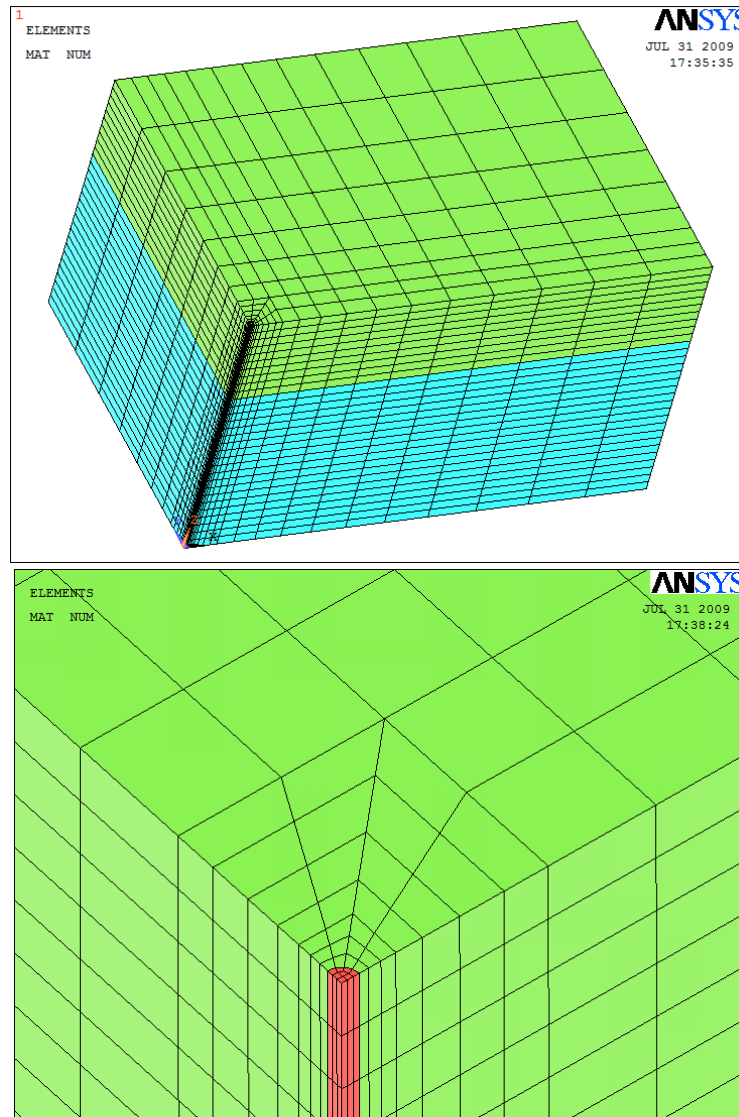 1
ELEMENTS
MAT NUM
ANSYS
JUL 31 2009
17:35:35
X
ELEMENTS
MAT NUM
ANSYS
JUL 31 2009
17:38:24